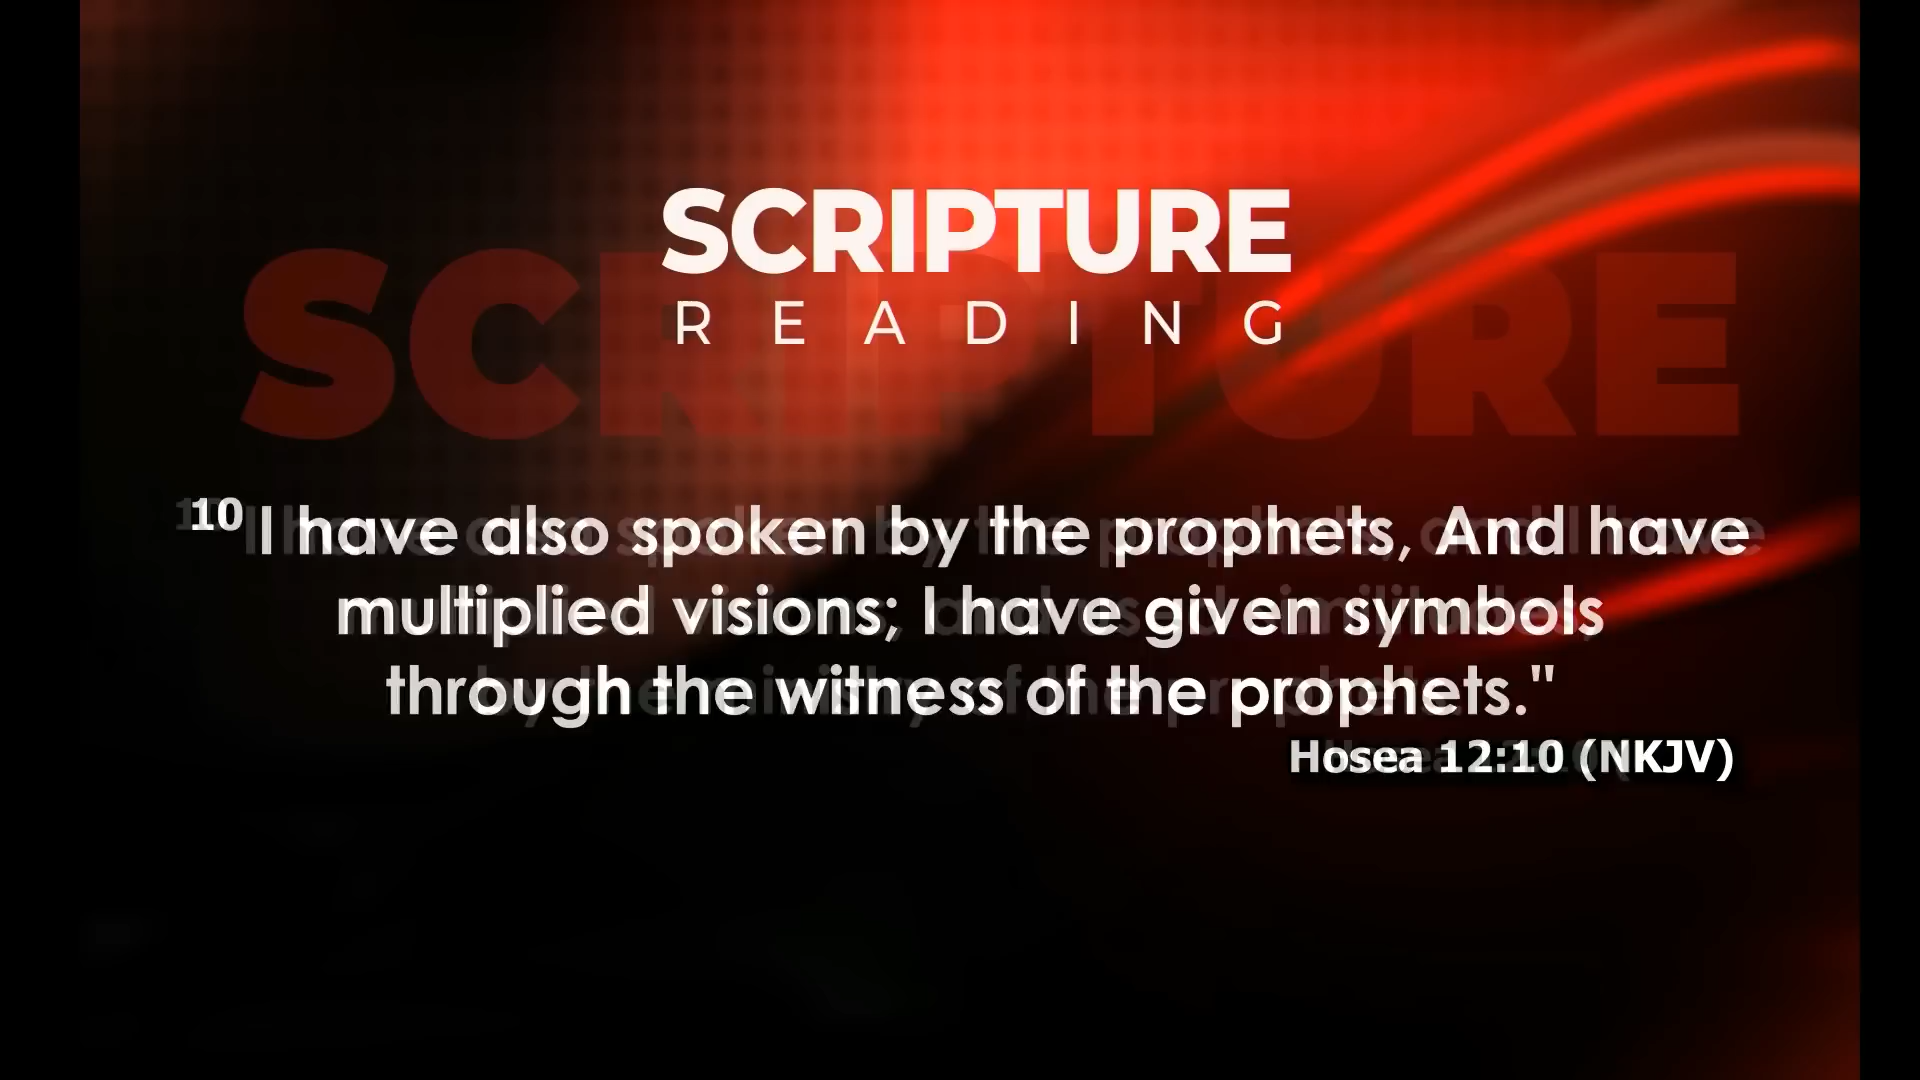 SCRIPTURE
READING
SCRIPTURE
10 I have also spoken by the prophets, And have
multiplied visions; I have given symbols
through the witness of the prophets."
Hosea 12:10 (NKJV)